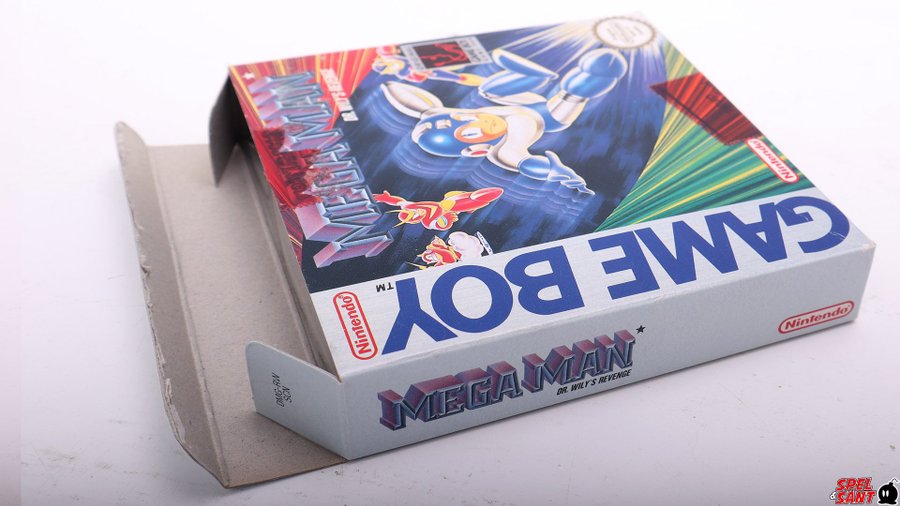 MEGA MAN
DR. WILY'S REVENGE
Nintendo
GAME BOY
TM
Nintendo
MEGA MAN
DR. WILY'S REVENGE
Nintendo
DMG-RW
SCN
SPEL
& SÅNT